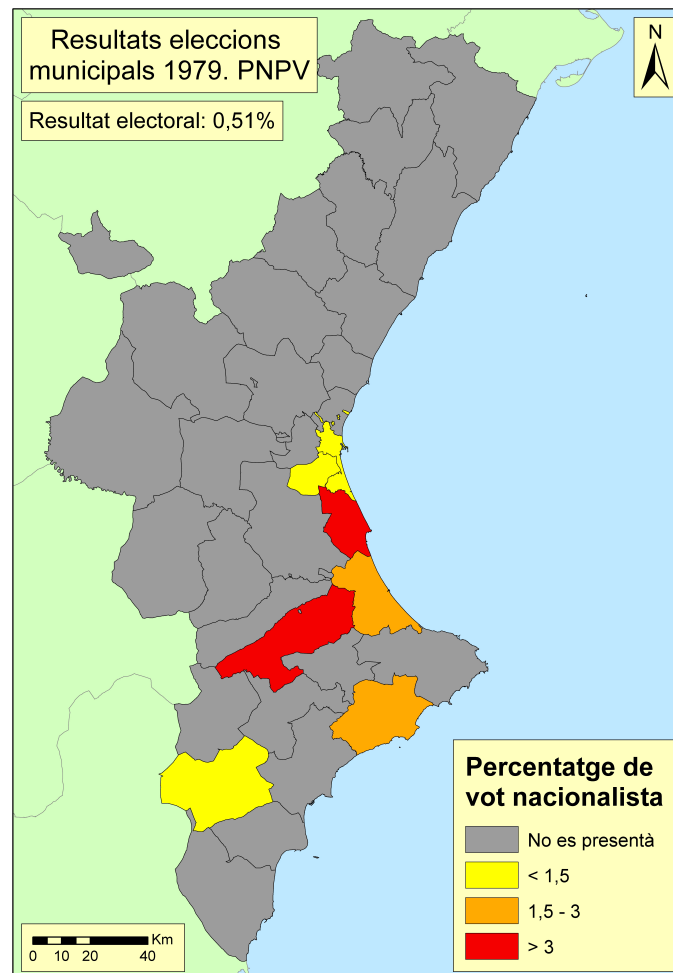 Resultats eleccions
municipals 1979. PNPV
Resultat electoral: 0,51%
N
Percentatge de
vot nacionalista
No es presentà
< 1,5
1,5 - 3
> 3
Km
0 10 20 40